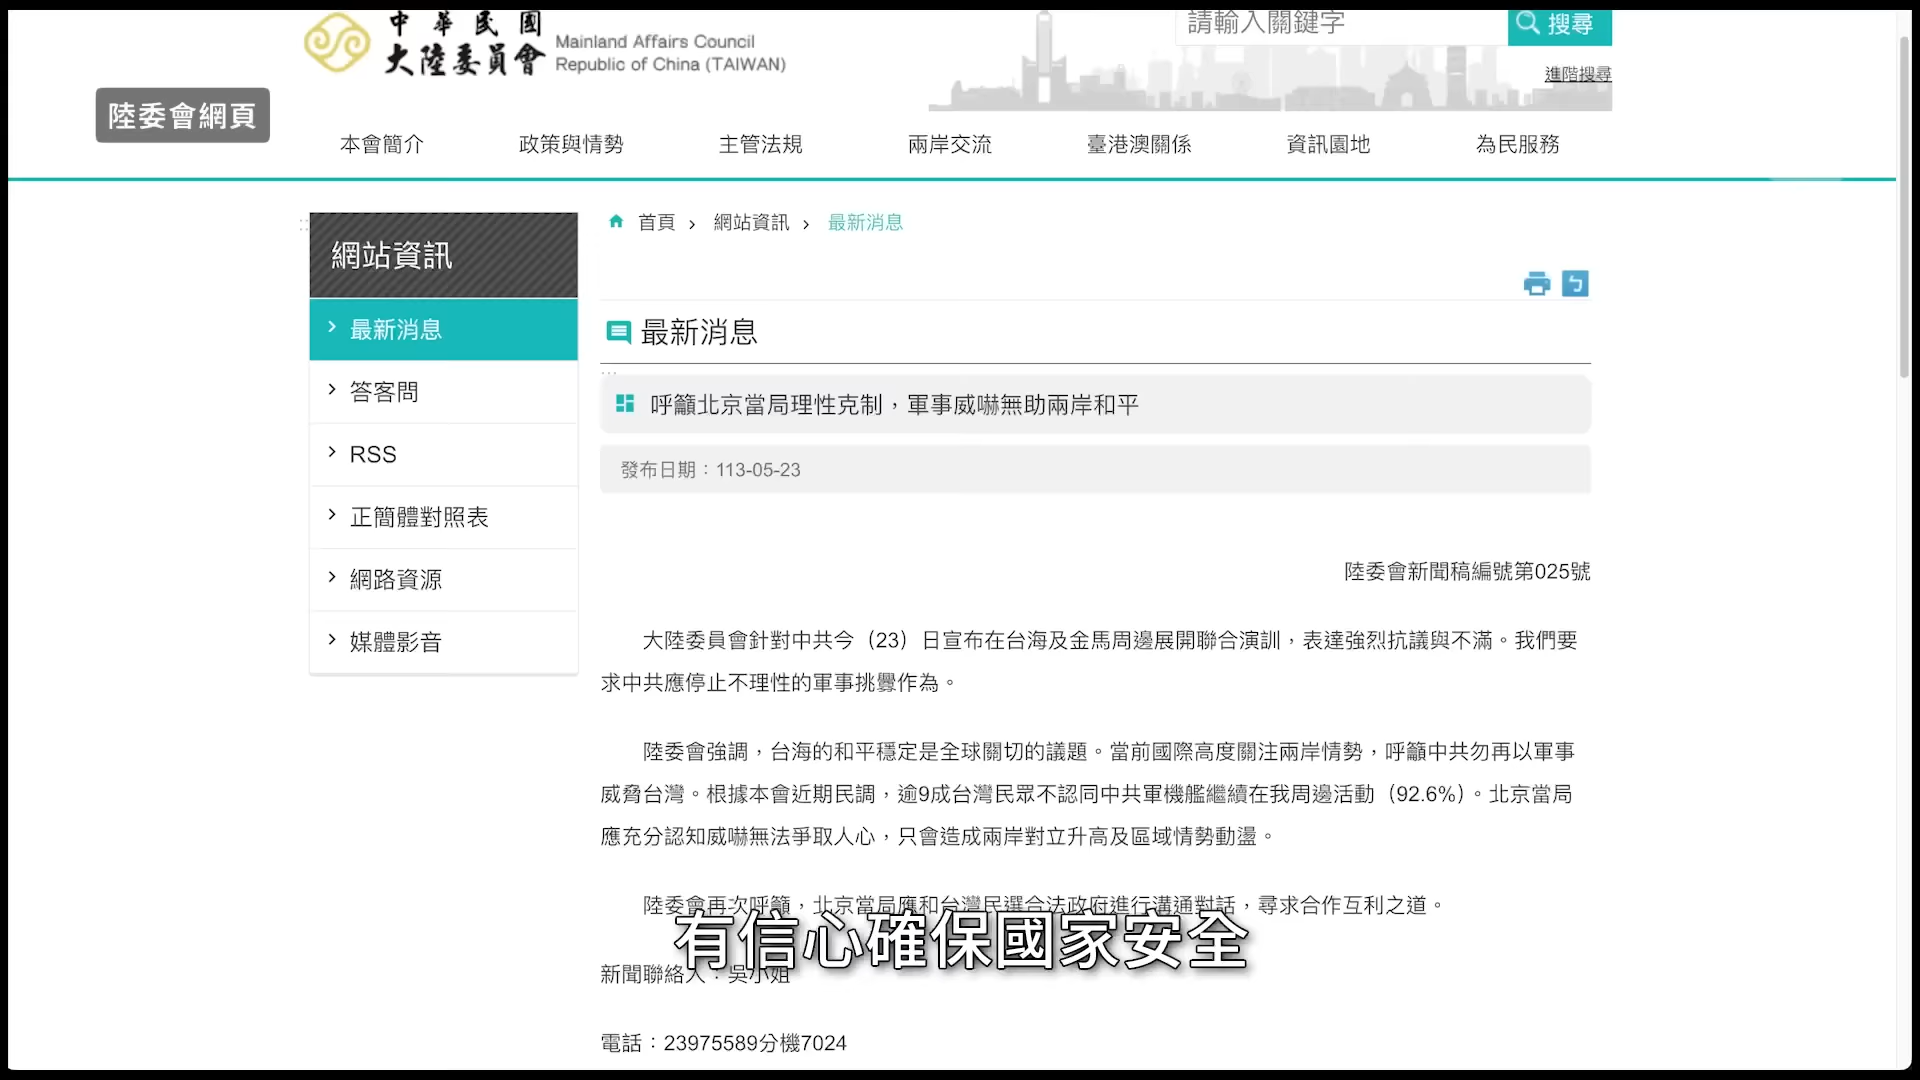 中華民國
大陸委員會
Mainland Affairs Council
Republic of China (TAIWAN)
請輸入關鍵字
搜尋
進階搜尋
陸委會網頁
本會簡介 政策與情勢 主管法規 兩岸交流 臺港澳關係 資訊園地 為民服務
網站資訊
最新消息
答客問
RSS
正簡體對照表
網路資源
媒體影音
首頁 › 網站資訊 › 最新消息
最新消息
呼籲北京當局理性克制，軍事威嚇無助兩岸和平
發布日期：113-05-23
陸委會新聞稿編號第025號
大陸委員會針對中共今（23）日宣布在台海及金馬周邊展開聯合演訓，表達強烈抗議與不滿。我們要
求中共應停止不理性的軍事挑釁作為。
陸委會強調，台海的和平穩定是全球關切的議題。當前國際高度關注兩岸情勢，呼籲中共勿再以軍事
威脅台灣。根據本會近期民調，逾9成台灣民眾不認同中共軍機艦繼續在我周邊活動（92.6%）。北京當局
應充分認知威嚇無法爭取人心，只會造成兩岸對立升高及區域情勢動盪。
陸委會再次呼籲，北京當局應和台灣民選合法政府進行溝通對話，尋求合作互利之道。
有信心確保國家安全
新聞聯絡人：吳小姐
電話：23975589分機7024